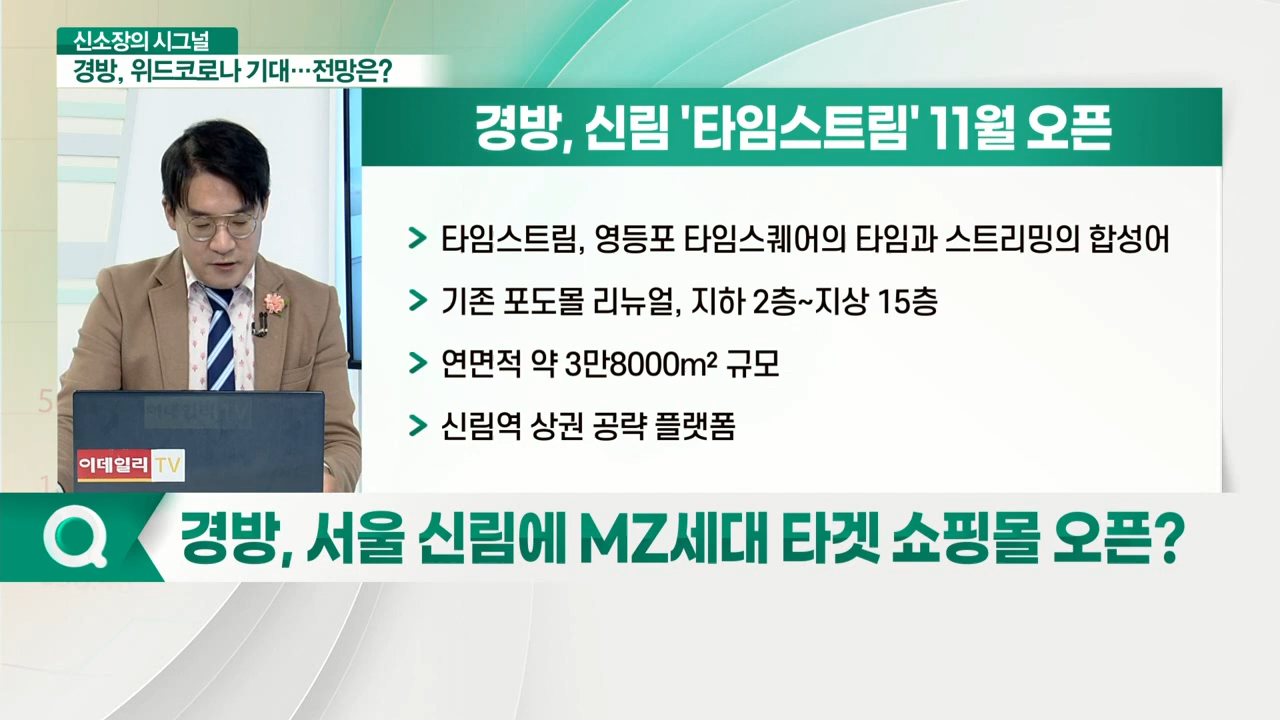 신소장의 시그널
경방, 위드코로나 기대…전망은?
경방, 신림 '타임스트림' 11월 오픈
타임스트림, 영등포 타임스퀘어의 타임과 스트리밍의 합성어
기존 포도몰 리뉴얼, 지하 2층~지상 15층
연면적 약 3만8000m² 규모
신림역 상권 공략 플랫폼
이데일리 TV
이데일리 TV
경방, 서울 신림에 MZ세대 타겟 쇼핑몰 오픈?